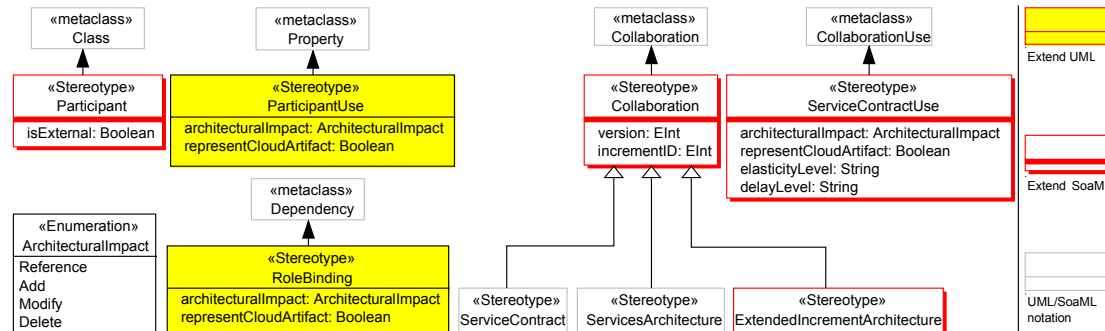 «metaclass»
Class
«Stereotype»
Participant
isExternal: Boolean
«metaclass»
Property
«Stereotype»
ParticipantUse
architecturalImpact: ArchitecturalImpact
representCloudArtifact: Boolean
«metaclass»
Dependency
«Stereotype»
RoleBinding
architecturalImpact: ArchitecturalImpact
representCloudArtifact: Boolean
«Enumeration»
ArchitecturalImpact
Reference
Add
Modify
Delete
«metaclass»
Collaboration
«Stereotype»
Collaboration
version: EInt
incrementID: EInt
«metaclass»
CollaborationUse
«Stereotype»
ServiceContractUse
architecturalImpact: ArchitecturalImpact
representCloudArtifact: Boolean
elasticityLevel: String
delayLevel: String
«Stereotype»
ServiceContract
«Stereotype»
ServicesArchitecture
«Stereotype»
ExtendedIncrementArchitecture
Extend UML
Extend SoaML
UML/SoaML
notation